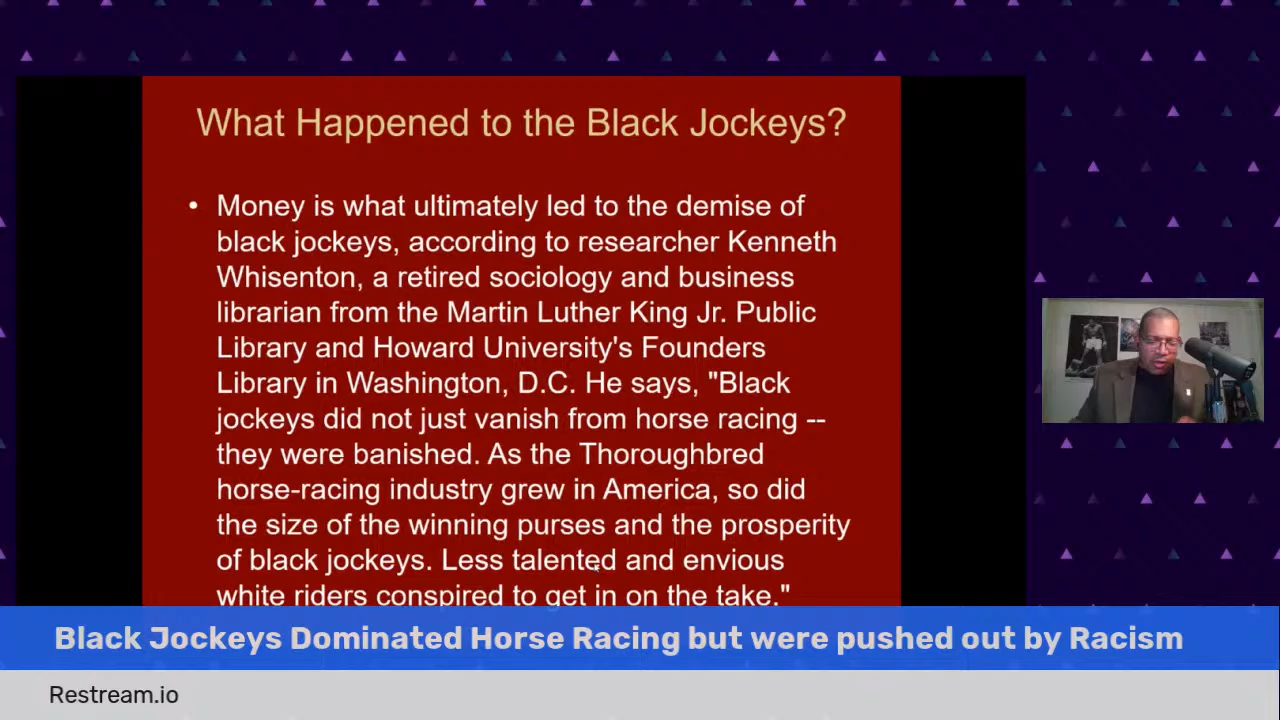 What Happened to the Black Jockeys?
• Money is what ultimately led to the demise of
black jockeys, according to researcher Kenneth
Whisenton, a retired sociology and business
librarian from the Martin Luther King Jr. Public
Library and Howard University's Founders
Library in Washington, D.C. He says, "Black
jockeys did not just vanish from horse racing --
they were banished. As the Thoroughbred
horse-racing industry grew in America, so did
the size of the winning purses and the prosperity
of black jockeys. Less talented and envious
white riders conspired to get in on the take."
Black Jockeys Dominated Horse Racing but were pushed out by Racism
Restream.io